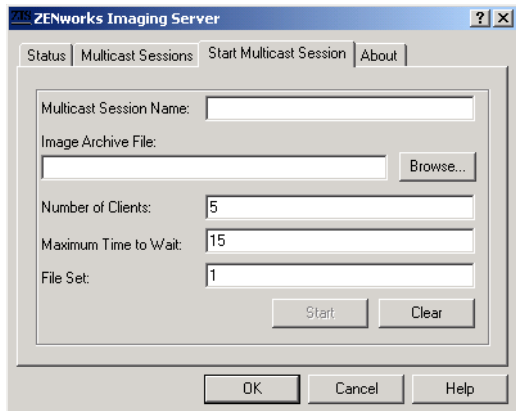 ZIS ZENworks Imaging Server ? X
Status Multicast Sessions Start Multicast Session About
Multicast Session Name:
Image Archive File:
Browse...
Number of Clients: 5
Maximum Time to Wait: 15
File Set: 1
Start Clear
OK Cancel Help